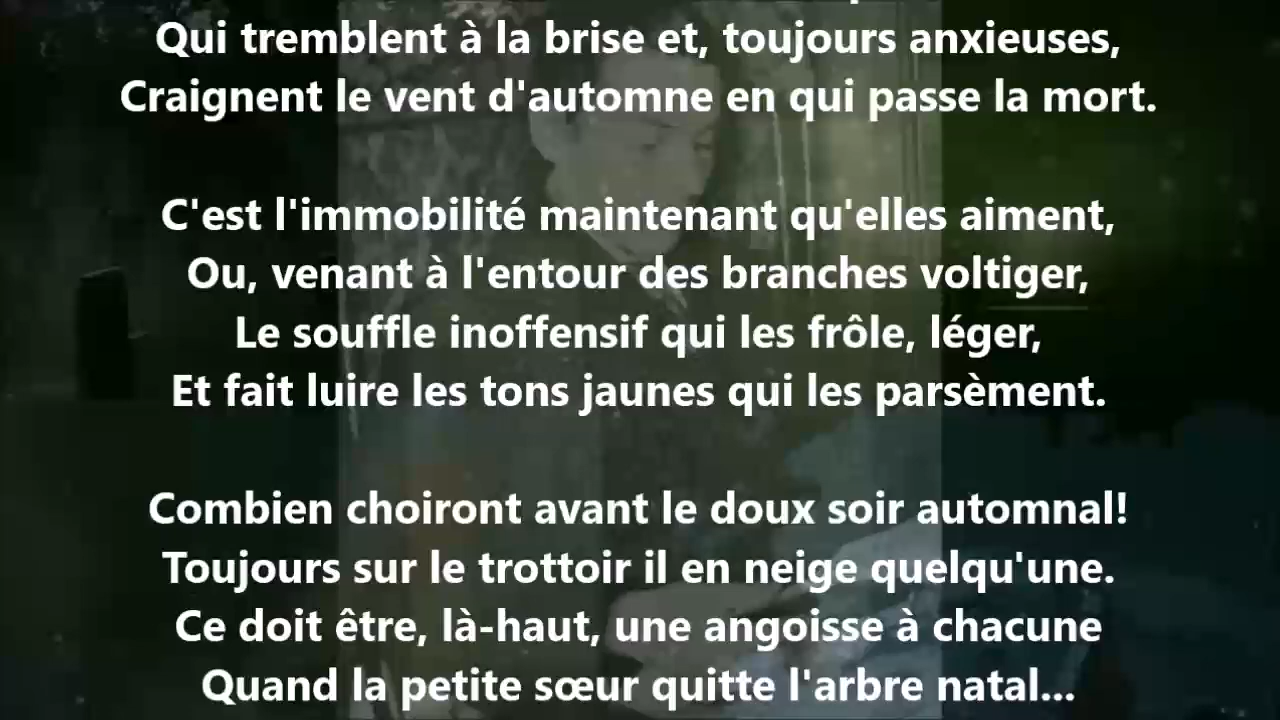 Qui tremblent à la brise et, toujours anxieuses,
Craignent le vent d'automne en qui passe la mort.
C'est l'immobilité maintenant qu'elles aiment,
Ou, venant à l'entour des branches voltiger,
Le souffle inoffensif qui les frôle, léger,
Et fait luire les tons jaunes qui les parsèment.
Combien choiront avant le doux soir automnal!
Toujours sur le trottoir il en neige quelqu'une.
Ce doit être, là-haut, une angoisse à chacune
Quand la petite sœur quitte l'arbre natal...